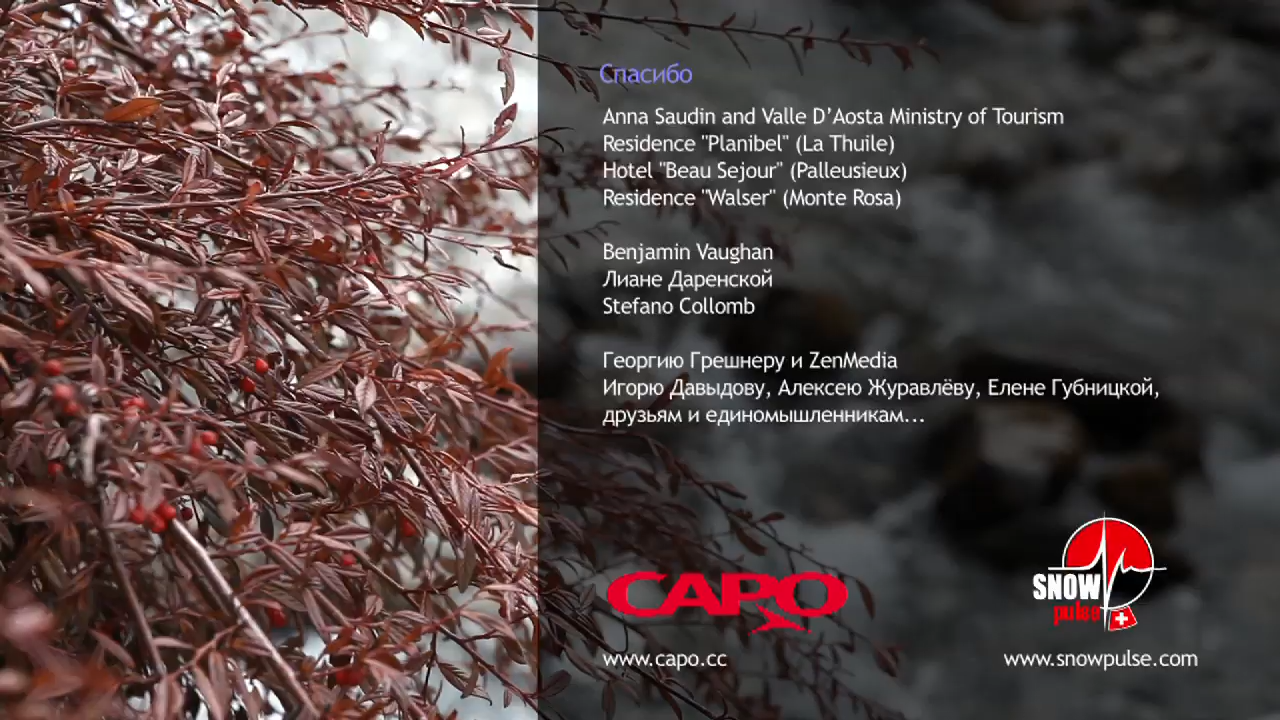 Спасибо
Anna Saudin and Valle D’Aosta Ministry of Tourism
Residence "Planibel" (La Thuile)
Hotel "Beau Sejour" (Palleusieux)
Residence "Walser" (Monte Rosa)
Benjamin Vaughan
Лиане Даренской
Stefano Collomb
Георгию Грешнеру и ZenMedia
Игорю Давыдову, Алексею Журавлёву, Елене Губницкой,
друзьям и единомышленникам...
CAPO
www.capo.cc
SNOW
pulse
www.snowpulse.com